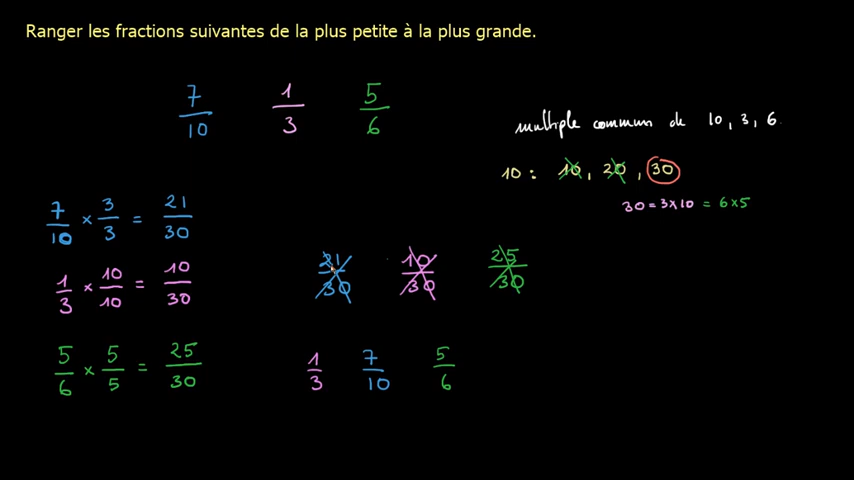 Ranger les fractions suivantes de la plus petite à la plus grande.
7/10 1/3 5/6
multiple commun de 10, 3, 6
10 : 10, 20, 30
30 = 3 x 10 = 6 x 5
7/10 x 3/3 = 21/30
1/3 x 10/10 = 10/30
21/30 10/30 25/30
5/6 x 5/5 = 25/30
1/3 7/10 5/6